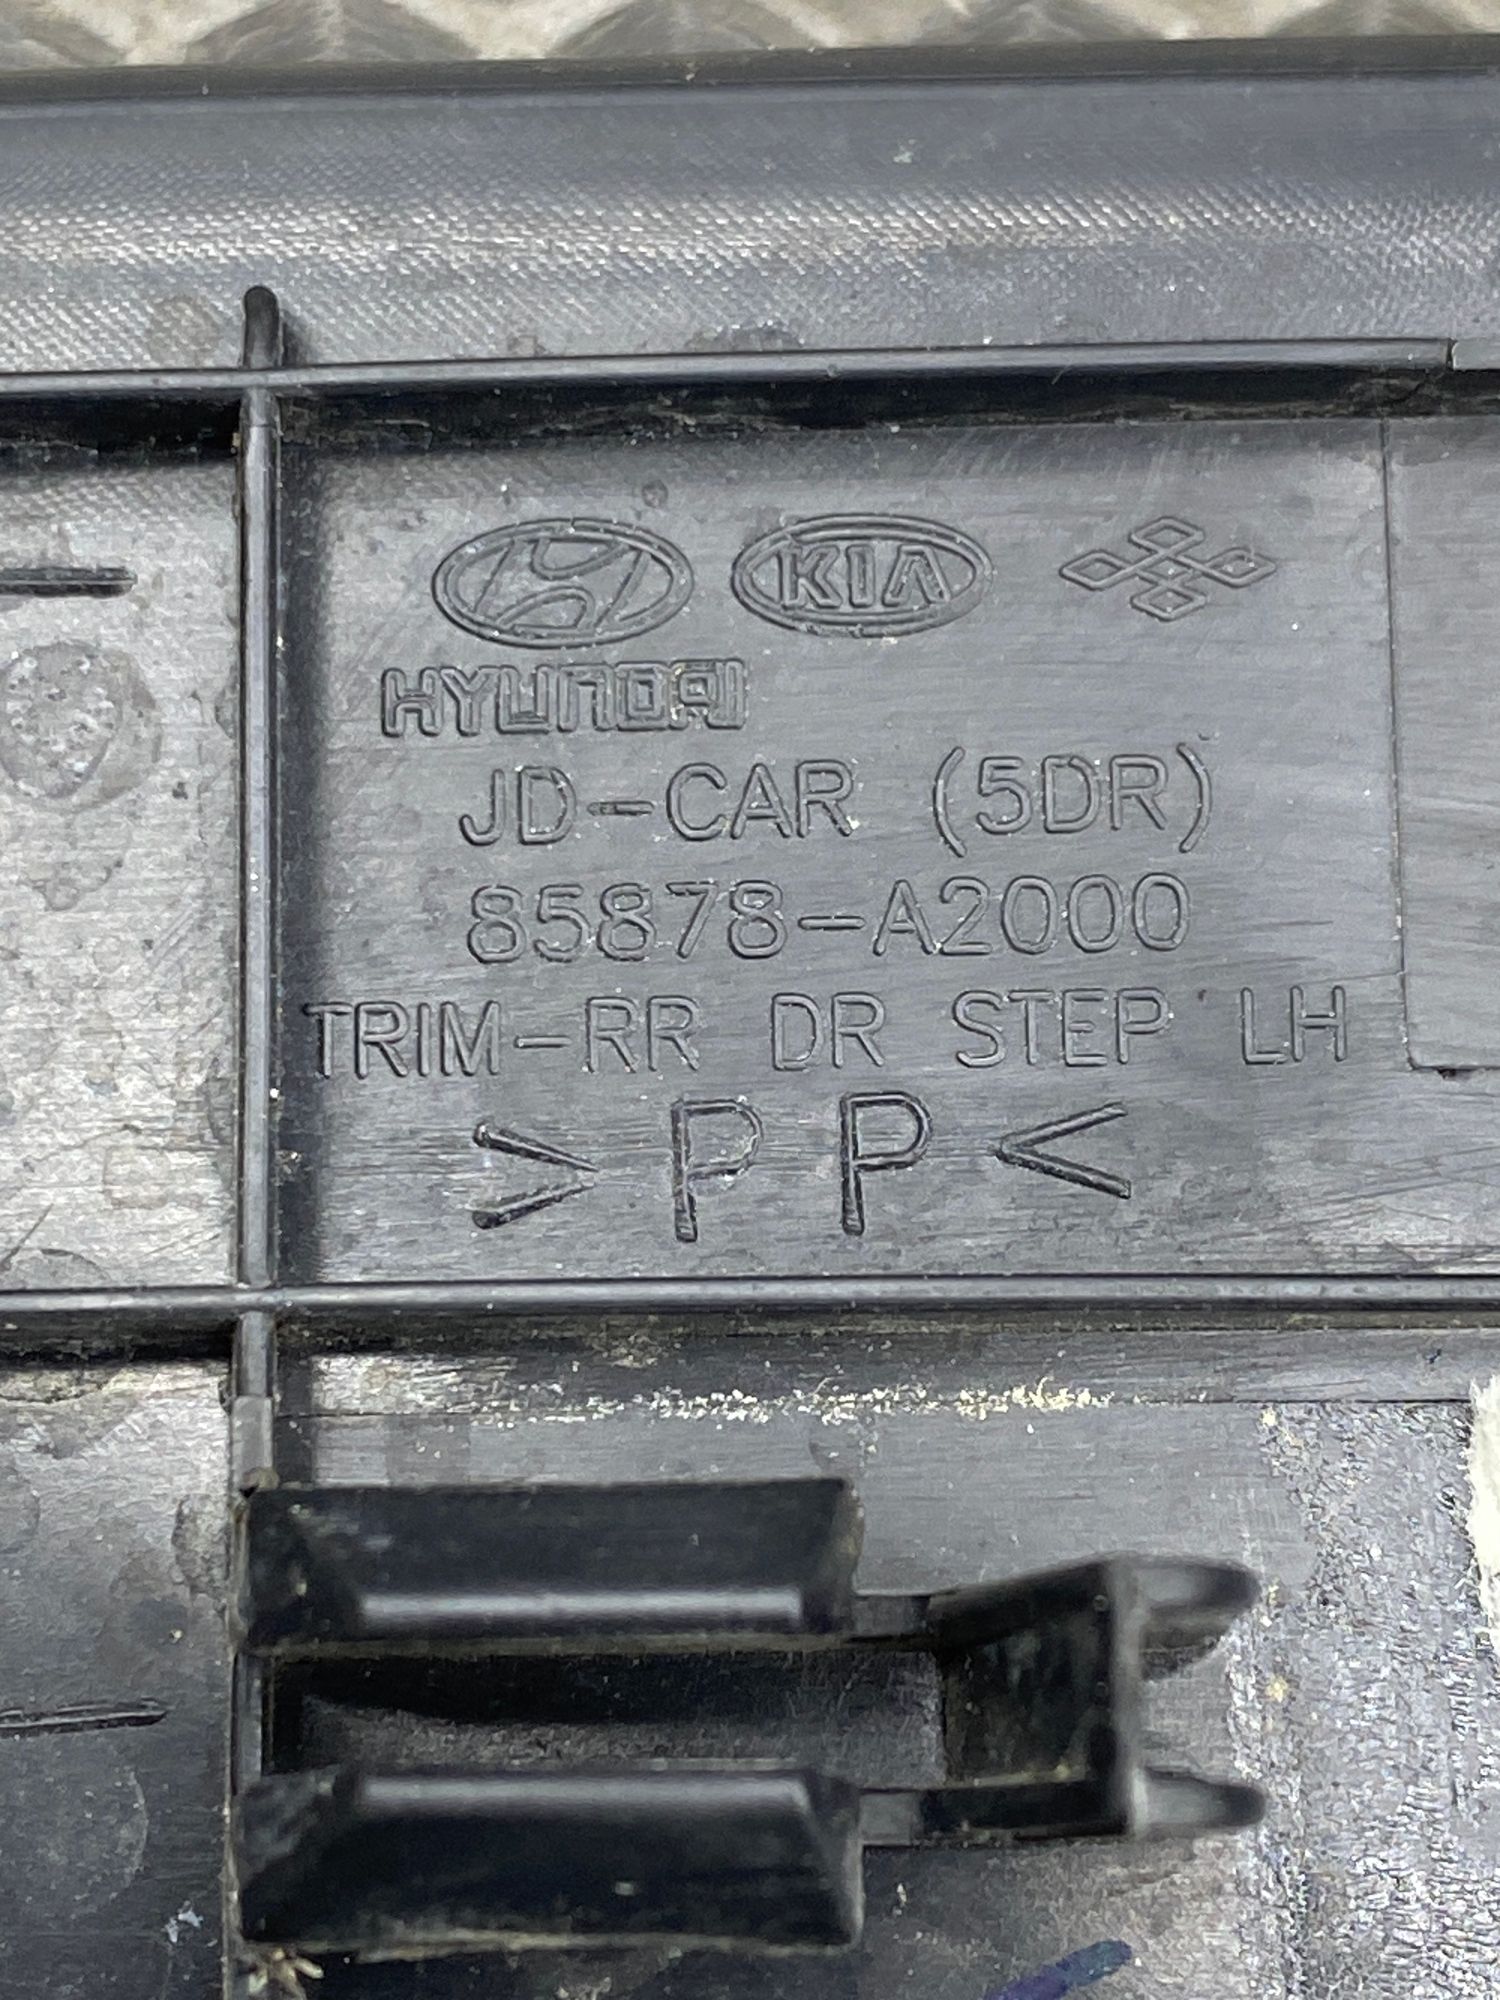 KIA
HYUNDAI
JD-CAR (5DR)
85878-A2000
TRIM-RR DR STEP LH
>PP<